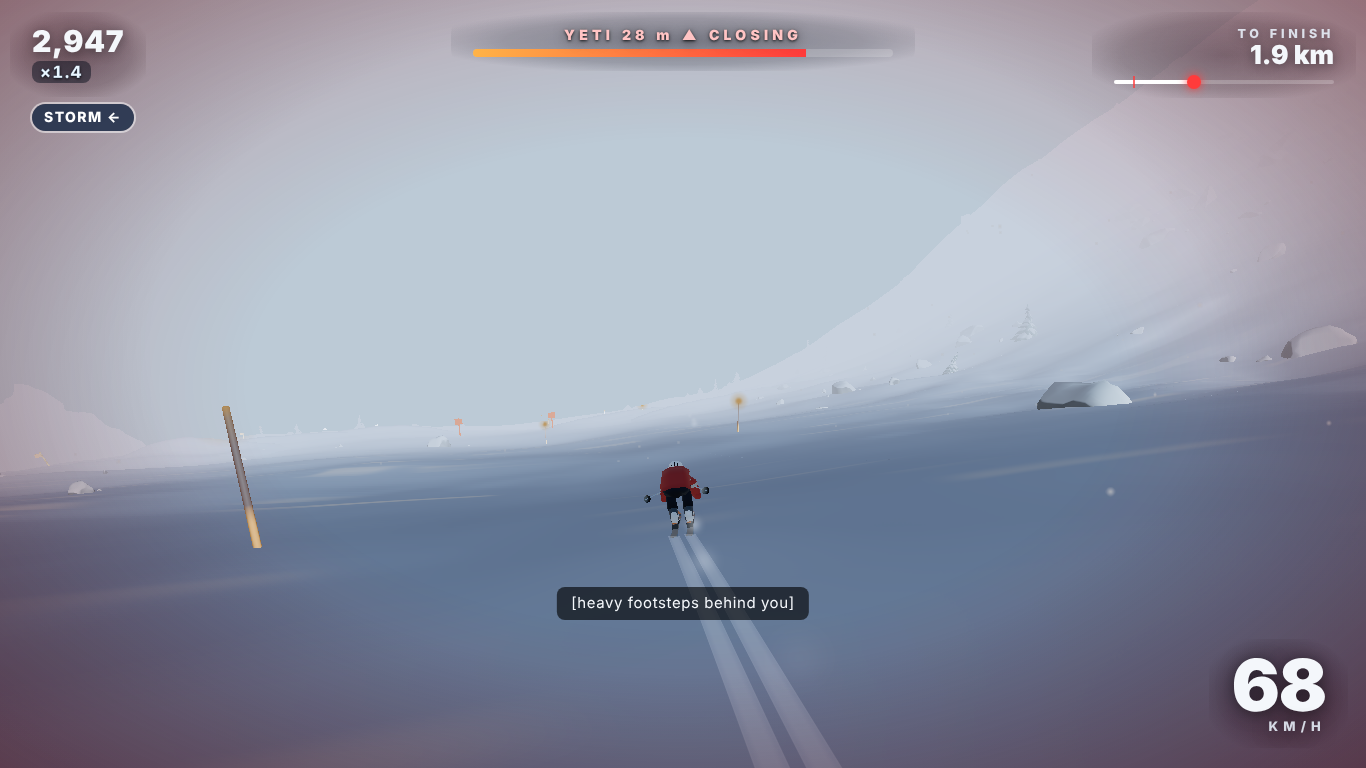 2,947
×1.4
STORM ←
YETI 28 m ▲ CLOSING
TO FINISH
1.9 km
[heavy footsteps behind you]
68
KM/H